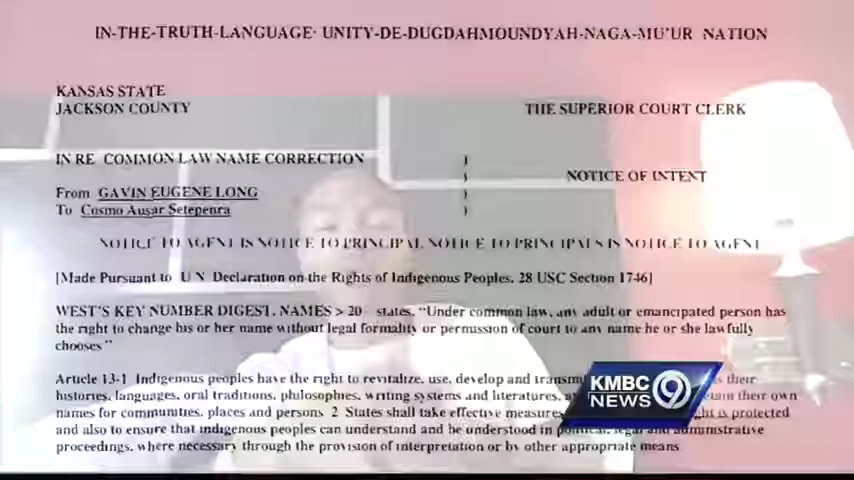 IN-THE-TRUTH-LANGUAGE: UNITY-DE-DUGDAHMOUNDYAH-NAGA-MU'UR NATION
KANSAS STATE
JACKSON COUNTY
THE SUPERIOR COURT CLERK
IN RE COMMON LAW NAME CORRECTION )
)
)
)
NOTICE OF INTENT
From GAVIN EUGENE LONG
To Cosmo Ausar Setepenra
NOTICE TO AGENT IS NOTICE TO PRINCIPAL NOTICE TO PRINCIPALS IS NOTICE TO AGENT
[Made Pursuant to U N Declaration on the Rights of Indigenous Peoples, 28 USC Section 1746]
WEST'S KEY NUMBER DIGEST, NAMES > 20 states, "Under common law, any adult or emancipated person has
the right to change his or her name without legal formality or permission of court to any name he or she lawfully
chooses"
Article 13-1 Indigenous peoples have the right to revitalize, use, develop and transmit their
histories, languages, oral traditions, philosophies, writing systems and literatures, their own
names for communities, places and persons 2 States shall take effective measures is protected
and also to ensure that indigenous peoples can understand and be understood in political, legal and administrative
proceedings, where necessary through the provision of interpretation or by other appropriate means
KMBC 9
NEWS